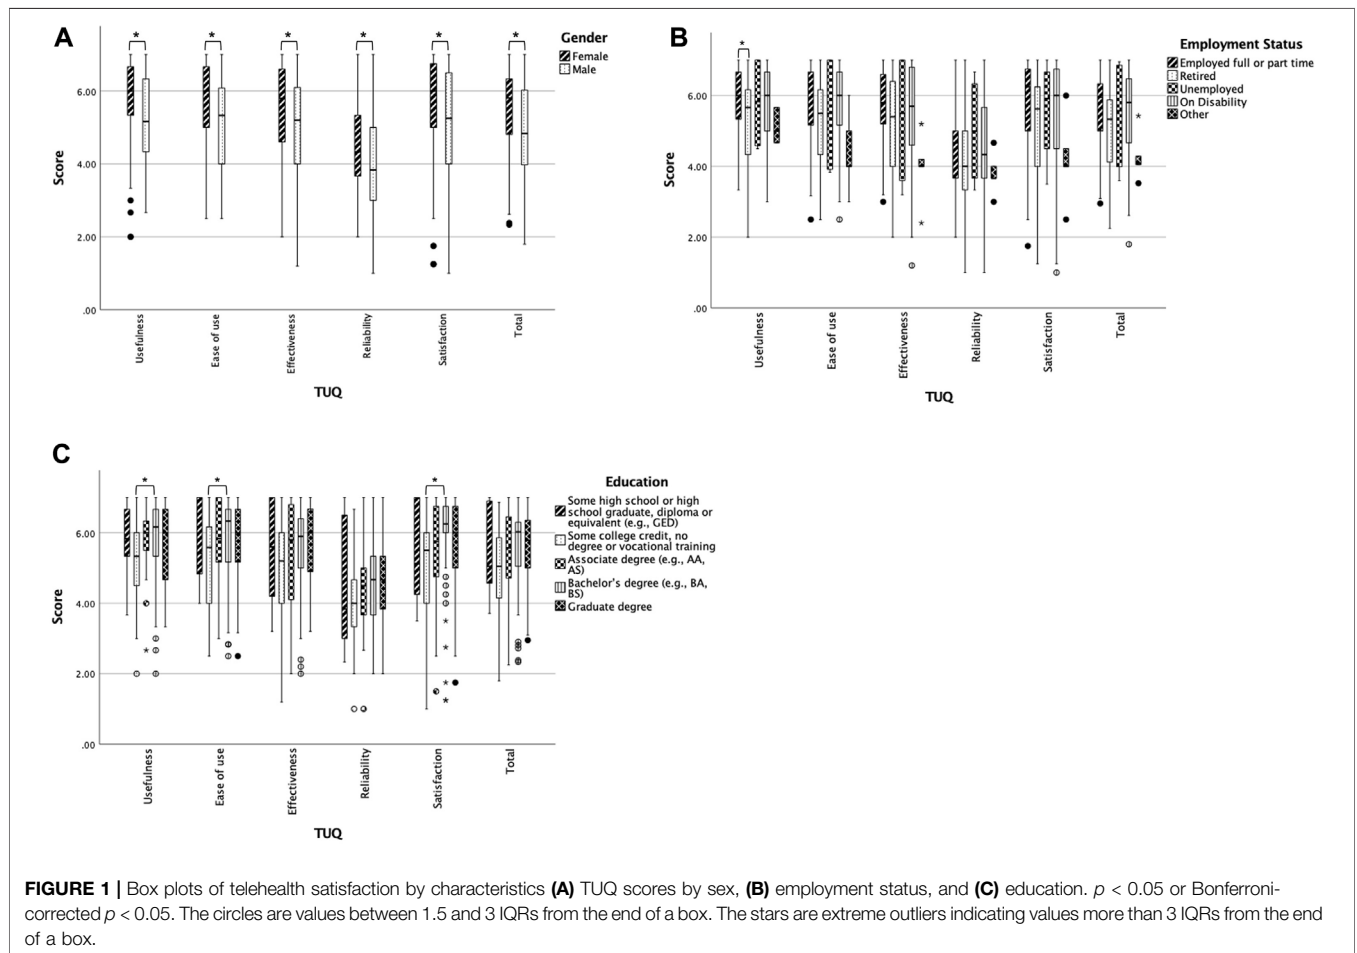 A
* * * * * *
Gender
Female
Male
6.00
4.00
2.00
.00
Score
Usefulness
Ease of use
Effectiveness
Reliability
Satisfaction
Total
TUQ
B
*
Employment Status
Employed full or part time
Retired
Unemployed
On Disability
Other
6.00
4.00
2.00
.00
Score
Usefulness
Ease of use
Effectiveness
Reliability
Satisfaction
Total
TUQ
C
* * *
Education
Some high school or high
school graduate, diploma or
equivalent (e.g., GED)
Some college credit, no
degree or vocational training
Associate degree (e.g., AA,
AS)
Bachelor's degree (e.g., BA,
BS)
Graduate degree
6.00
4.00
2.00
.00
Score
Usefulness
Ease of use
Effectiveness
Reliability
Satisfaction
Total
TUQ
FIGURE 1 | Box plots of telehealth satisfaction by characteristics (A) TUQ scores by sex, (B) employment status, and (C) education. p < 0.05 or Bonferroni-
corrected p < 0.05. The circles are values between 1.5 and 3 IQRs from the end of a box. The stars are extreme outliers indicating values more than 3 IQRs from the end
of a box.